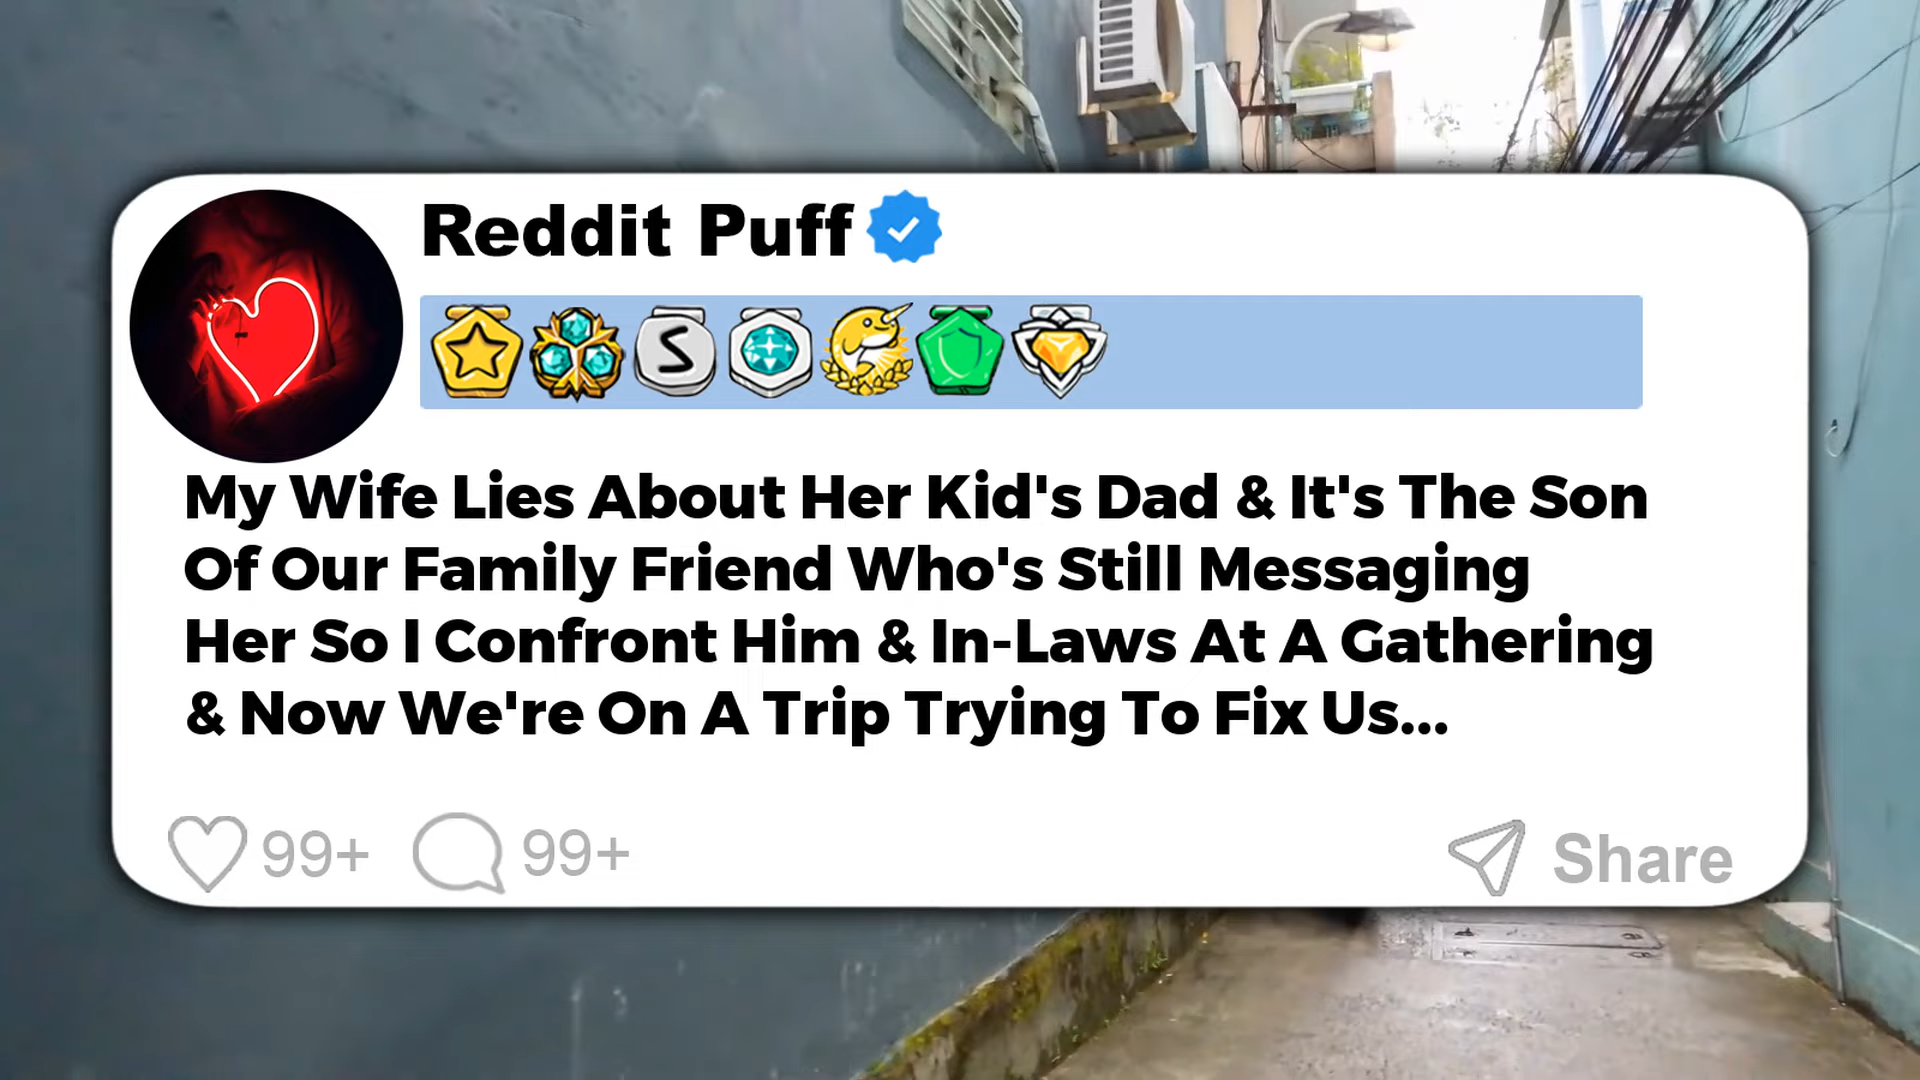 Reddit Puff
S
My Wife Lies About Her Kid's Dad & It's The Son
Of Our Family Friend Who's Still Messaging
Her So I Confront Him & In-Laws At A Gathering
& Now We're On A Trip Trying To Fix Us...
99+ 99+ Share